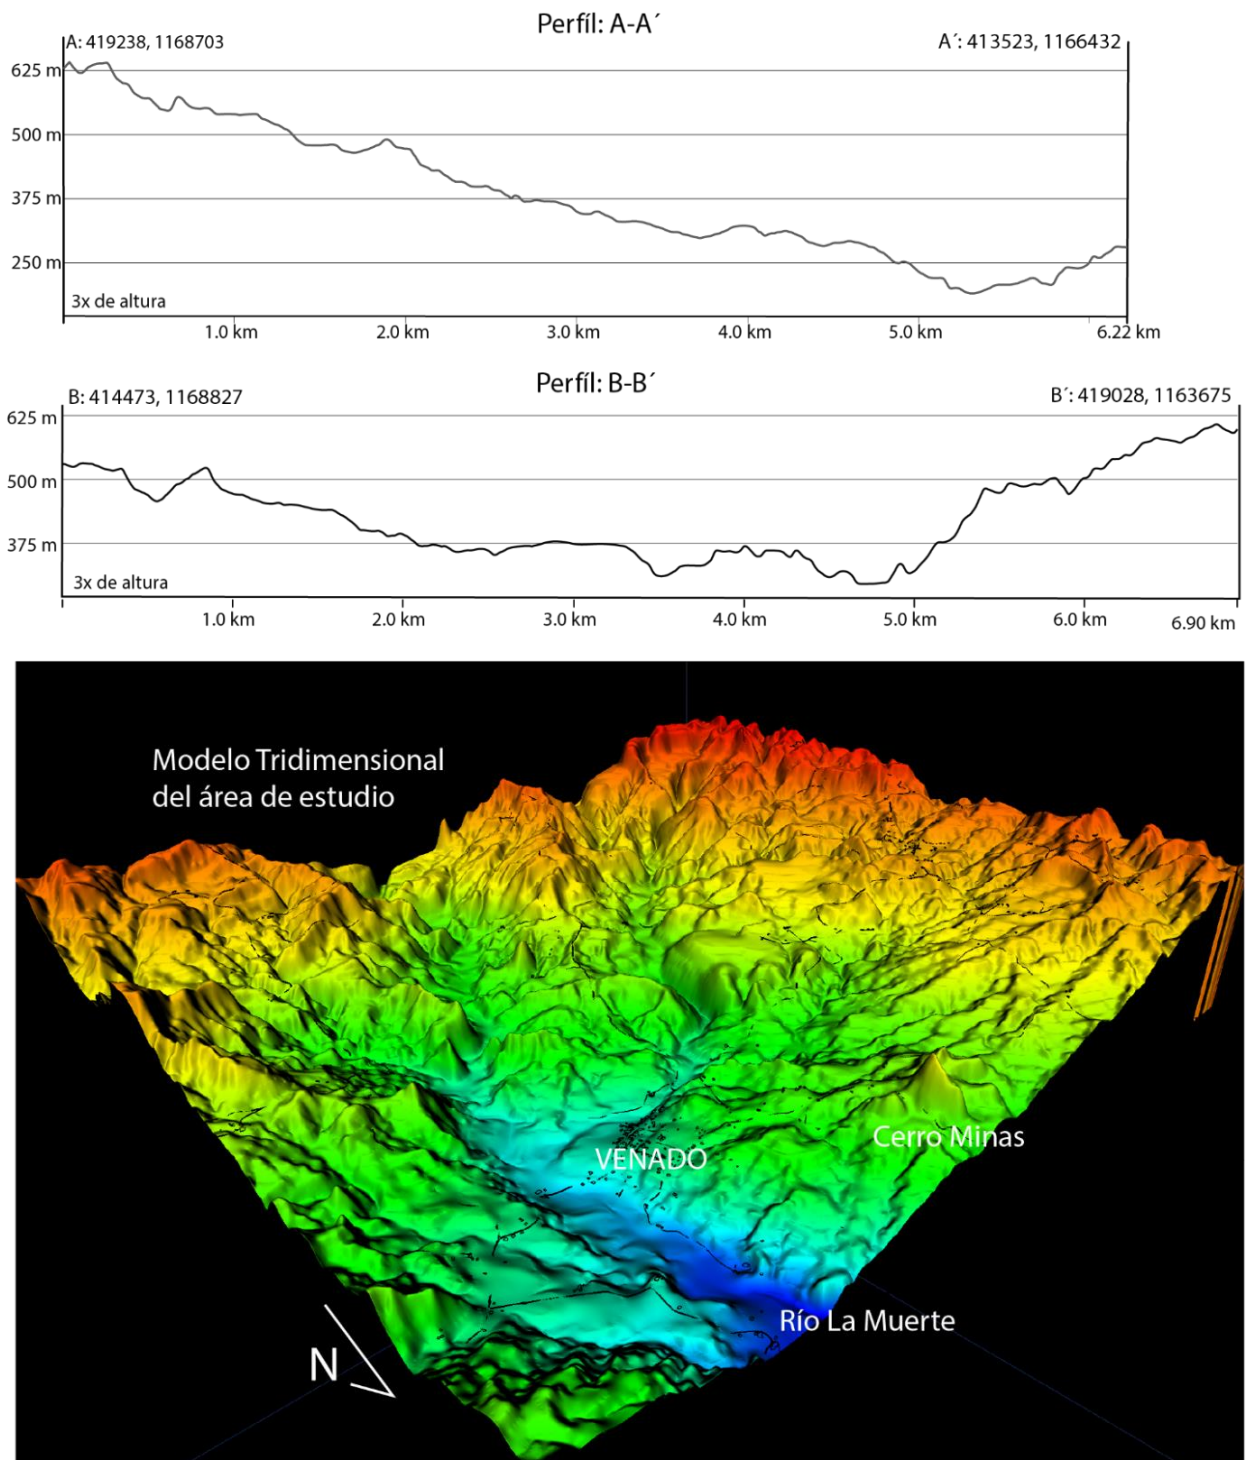 Perfíl: A-A´
A: 419238, 1168703
A´: 413523, 1166432
625 m
500 m
375 m
250 m
3x de altura
1.0 km
2.0 km
3.0 km
4.0 km
5.0 km
6.22 km
Perfíl: B-B´
B: 414473, 1168827
B´: 419028, 1163675
625 m
500 m
375 m
3x de altura
1.0 km
2.0 km
3.0 km
4.0 km
5.0 km
6.0 km
6.90 km
Modelo Tridimensional
del área de estudio
Cerro Minas
VENADO
Río La Muerte
N